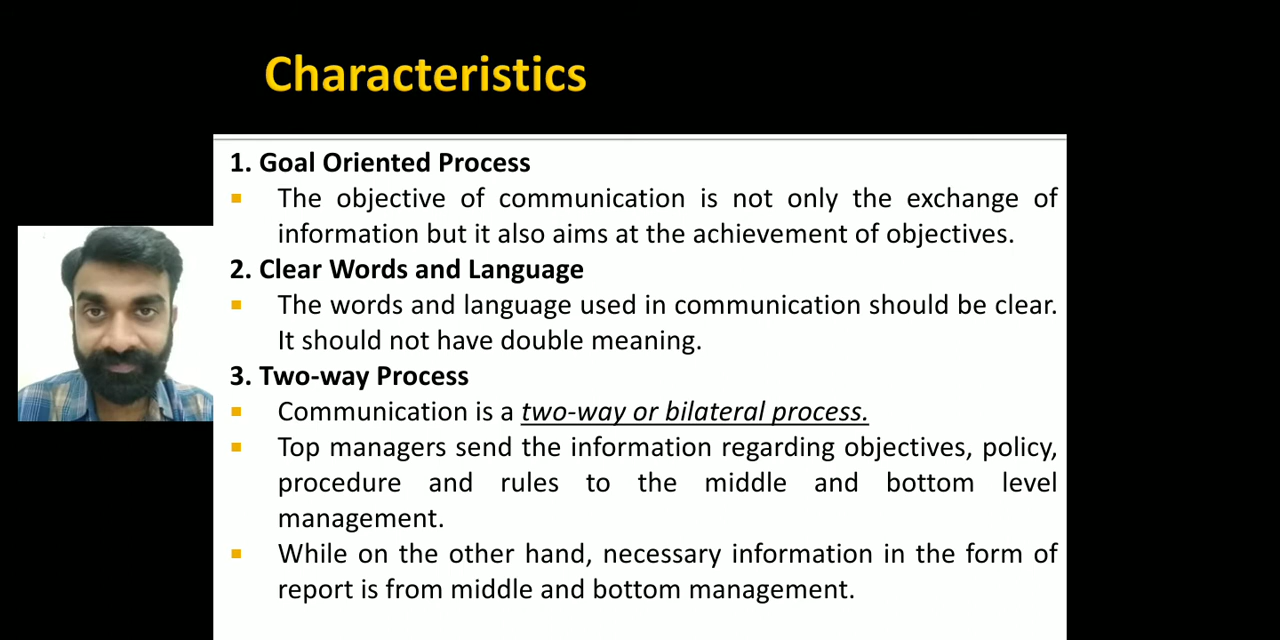 Characteristics
1. Goal Oriented Process
The objective of communication is not only the exchange of
information but it also aims at the achievement of objectives.
2. Clear Words and Language
The words and language used in communication should be clear.
It should not have double meaning.
3. Two-way Process
Communication is a two-way or bilateral process.
Top managers send the information regarding objectives, policy,
procedure and rules to the middle and bottom level
management.
While on the other hand, necessary information in the form of
report is from middle and bottom management.